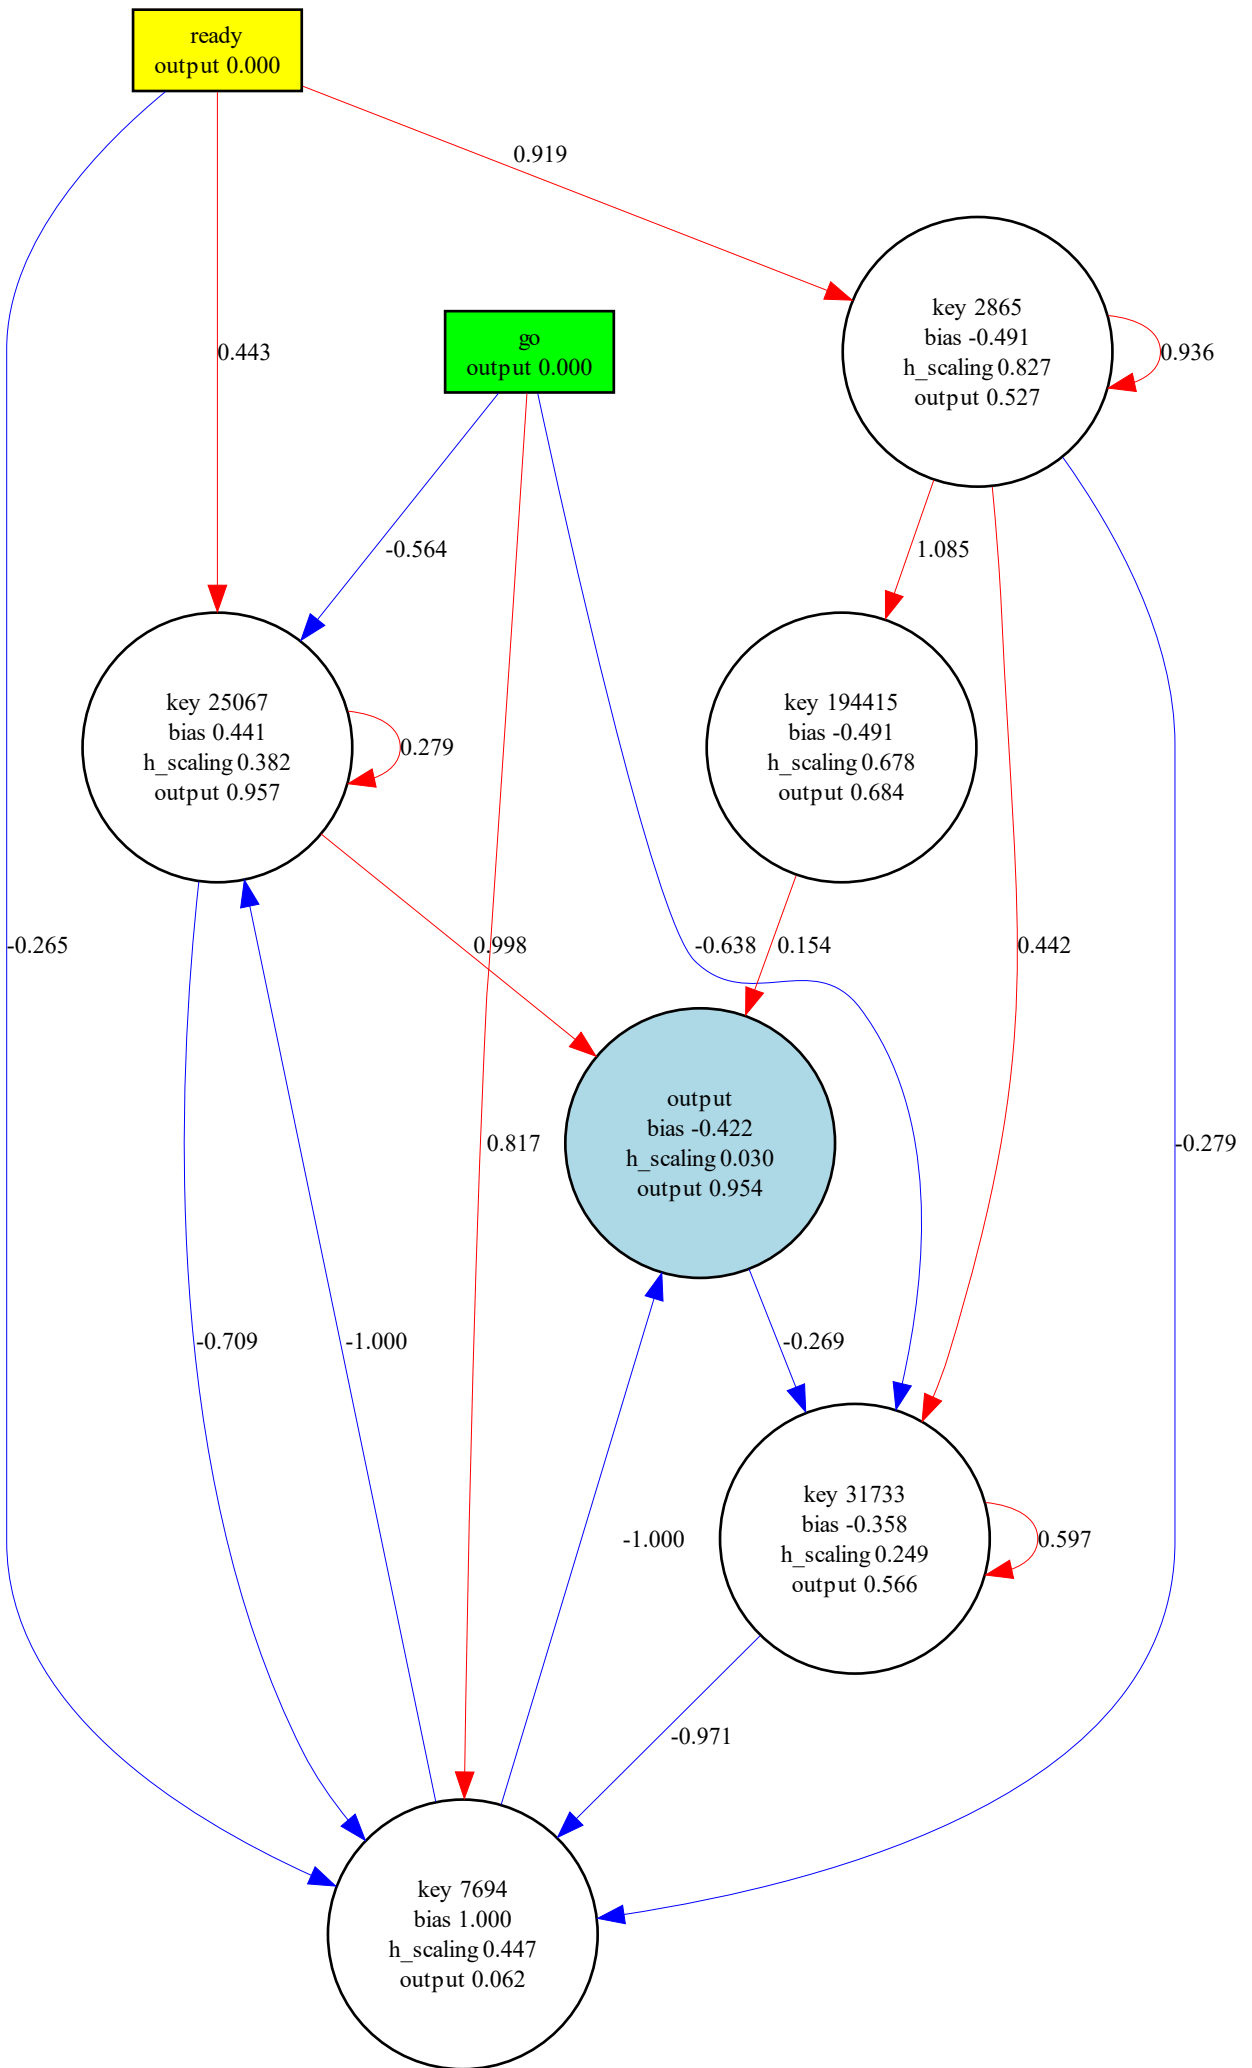 ready
output 0.000
0.919
key 2865
bias -0.491
h_scaling 0.827
output 0.527
0.936
go
output 0.000
0.443
-0.564
1.085
key 25067
bias 0.441
h_scaling 0.382
output 0.957
0.279
key 194415
bias -0.491
h_scaling 0.678
output 0.684
-0.265
0.998
-0.638
0.154
0.442
output
bias -0.422
h_scaling 0.030
output 0.954
0.817
-0.279
-0.709
-1.000
-0.269
key 31733
bias -0.358
h_scaling 0.249
output 0.566
-1.000
0.597
-0.971
key 7694
bias 1.000
h_scaling 0.447
output 0.062